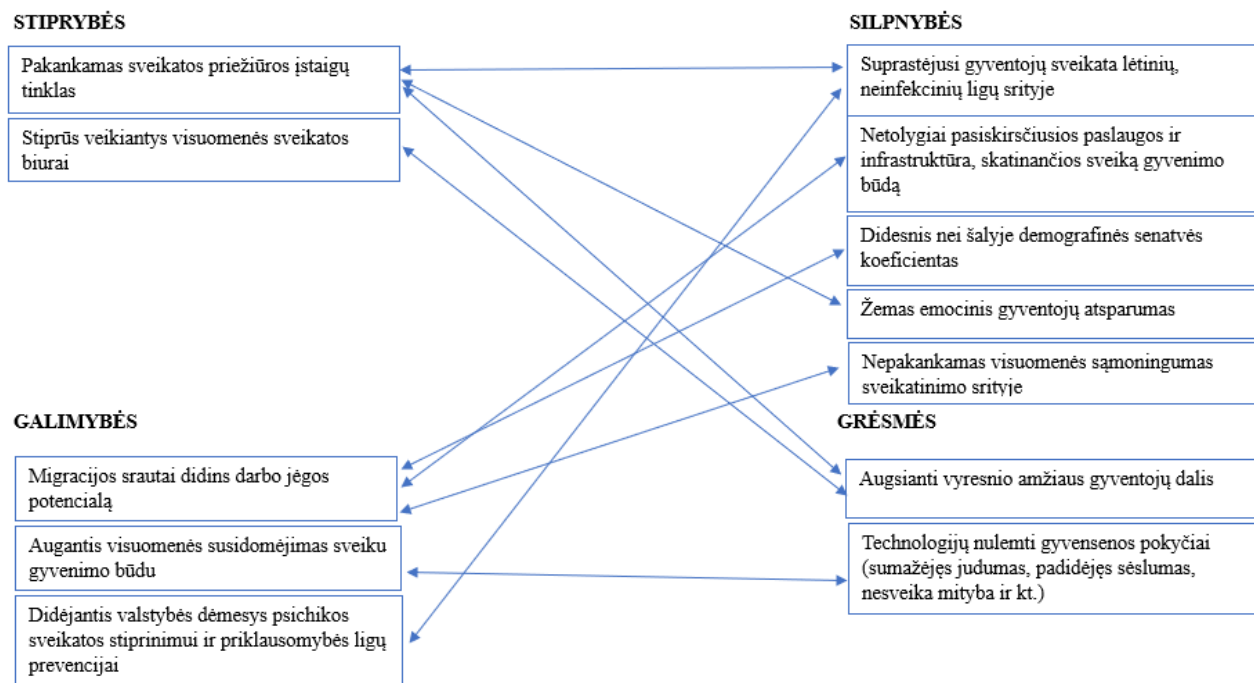 STIPRYBĖS
Pakankamas sveikatos priežiūros įstaigų
tinklas
Stiprūs veikiantys visuomenės sveikatos
biurai
SILPNYBĖS
Suprastėjusi gyventojų sveikata lėtinių,
neinfekcinių ligų srityje
Netolygiai pasiskirsčiusios paslaugos ir
infrastruktūra, skatinančios sveiką gyvenimo
būdą
Didesnis nei šalyje demografinės senatvės
koeficientas
Žemas emocinis gyventojų atsparumas
Nepakankamas visuomenės sąmoningumas
sveikatinimo srityje
GALIMYBĖS
Migracijos srautai didins darbo jėgos
potencialą
Augantis visuomenės susidomėjimas sveiku
gyvenimo būdu
Didėjantis valstybės dėmesys psichikos
sveikatos stiprinimui ir priklausomybės ligų
prevencijai
GRĖSMĖS
Augsianti vyresnio amžiaus gyventojų dalis
Technologijų nulemti gyvensenos pokyčiai
(sumažėjęs judumas, padidėjęs sėslumas,
nesveika mityba ir kt.)